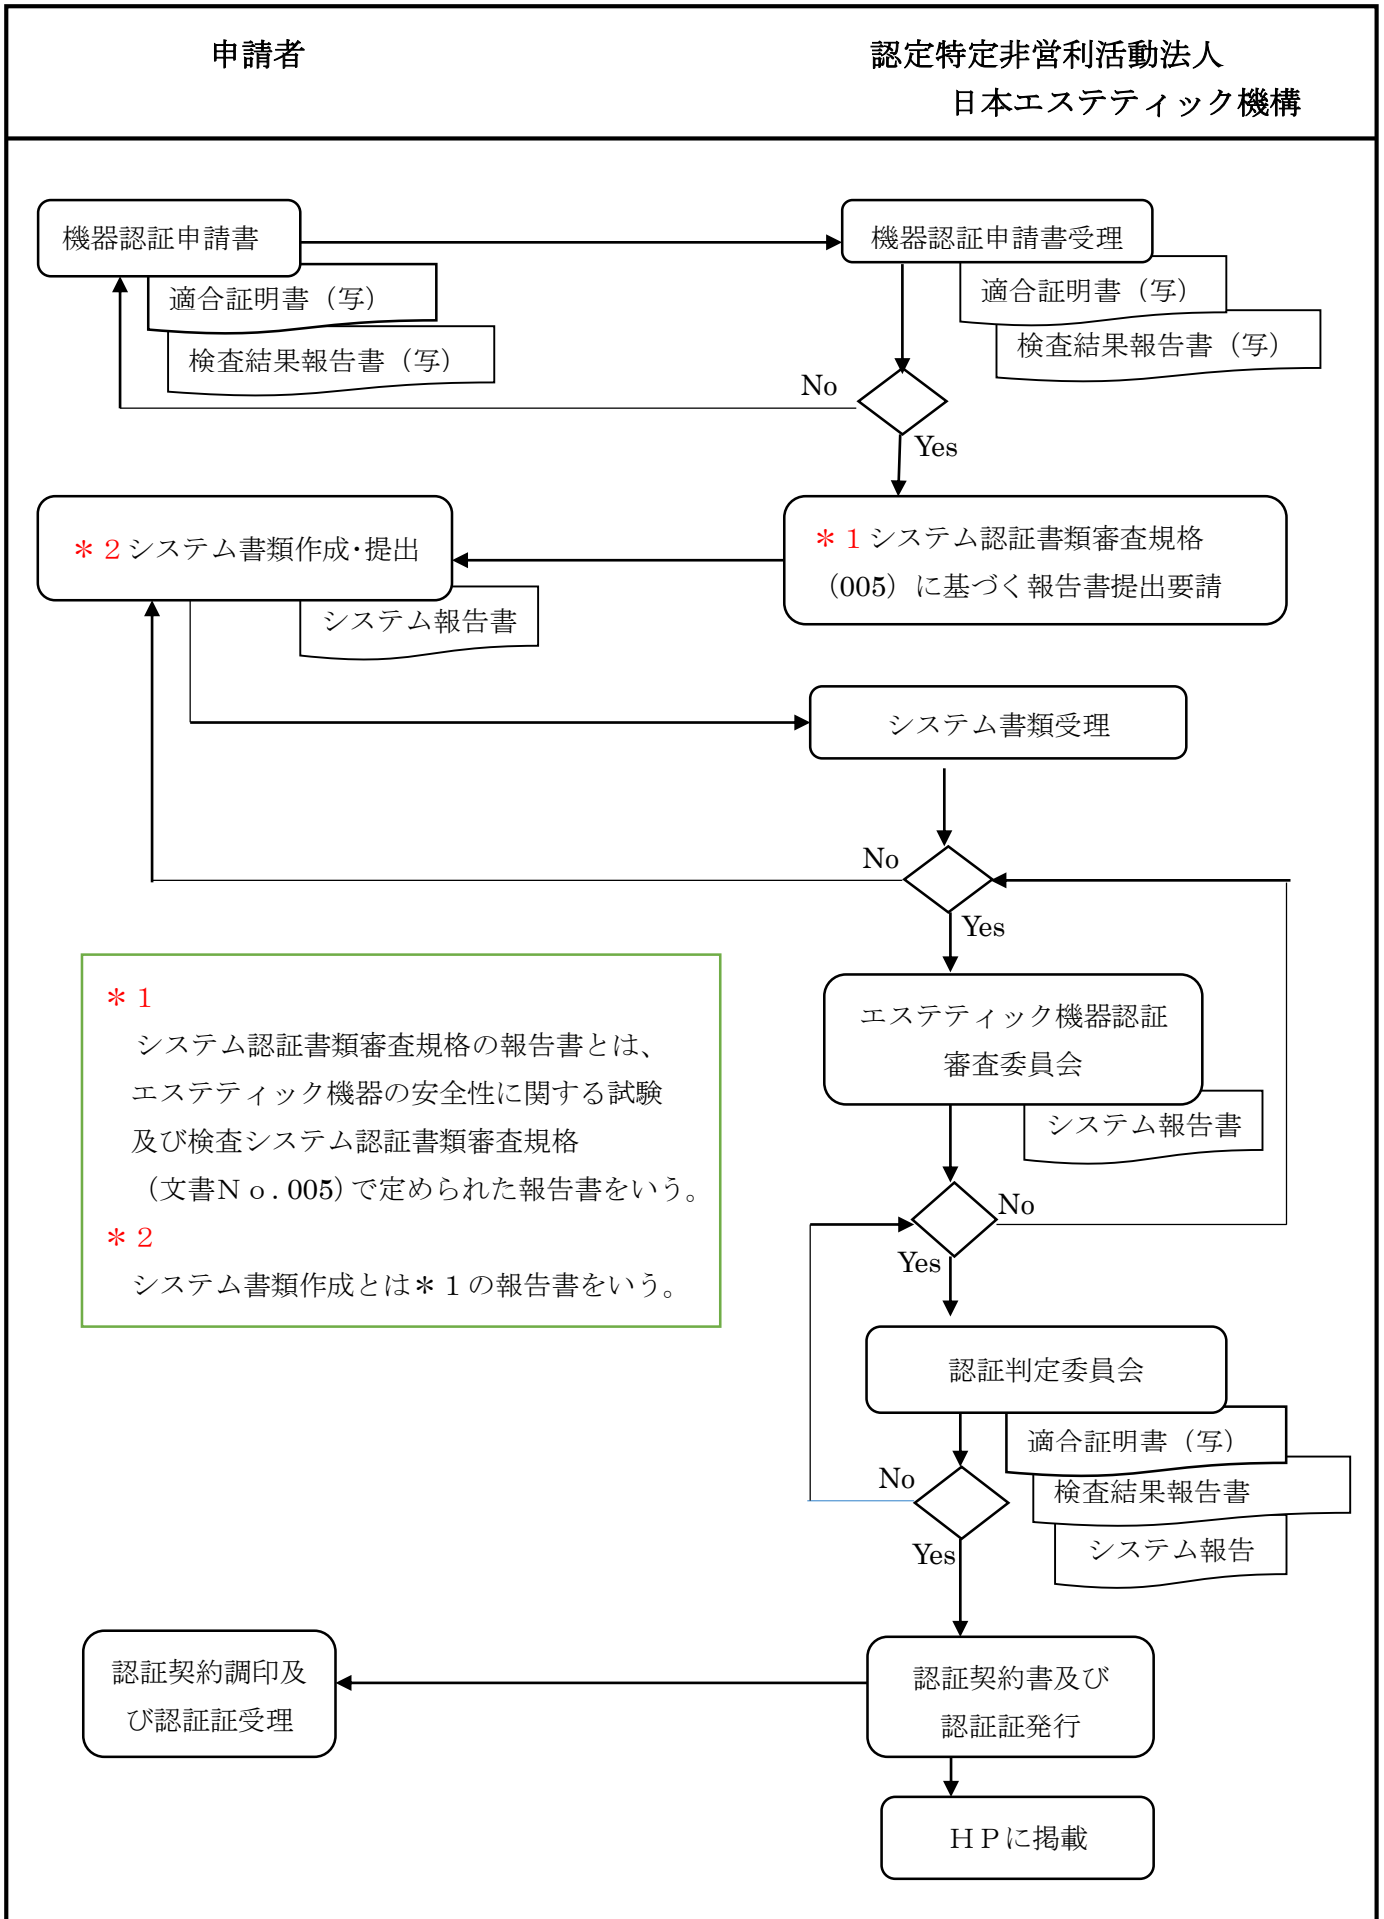 申請者
認定特定非営利活動法人
日本エステティック機構
機器認証申請書
機器認証申請書受理
適合証明書（写）
検査結果報告書（写）
適合証明書（写）
検査結果報告書（写）
No
Yes
＊２システム書類作成･提出
システム報告書
＊１システム認証書類審査規格
（005）に基づく報告書提出要請
システム書類受理
No
Yes
＊１
システム認証書類審査規格の報告書とは、
エステティック機器の安全性に関する試験
及び検査システム認証書類審査規格
（文書Ｎｏ.005）で定められた報告書をいう。
＊２
システム書類作成とは＊１の報告書をいう。
エステティック機器認証
審査委員会
システム報告書
No
Yes
認証判定委員会
適合証明書（写）
検査結果報告書
システム報告
No
Yes
認証契約調印及
び認証証受理
認証契約書及び
認証証発行
ＨＰに掲載